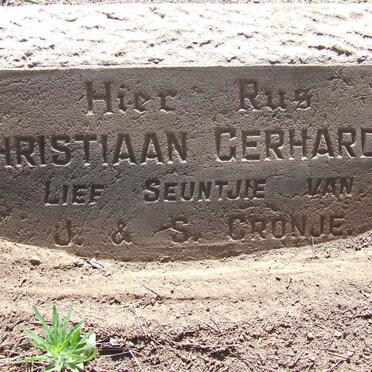 Hier Rus
HRISTIAAN GERHARD
LIEF SEUNTJIE VAN
J. & S. CRONJE.